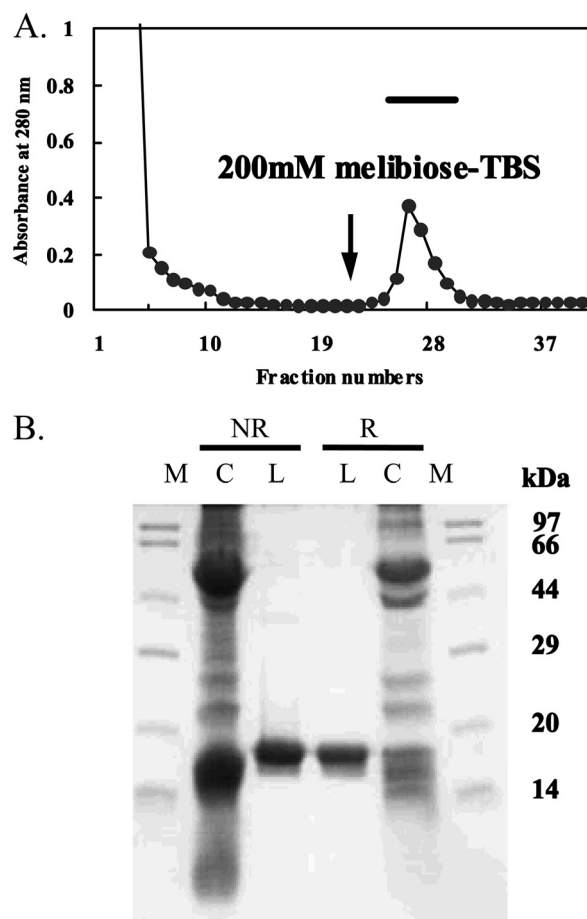 A.
1
0.8
0.6
0.4
0.2
0
Absorbance at 280 nm
200mM melibiose-TBS
1 10 19 28 37
Fraction numbers
B.
NR R
M C L L C M kDa
97
66
44
29
20
14